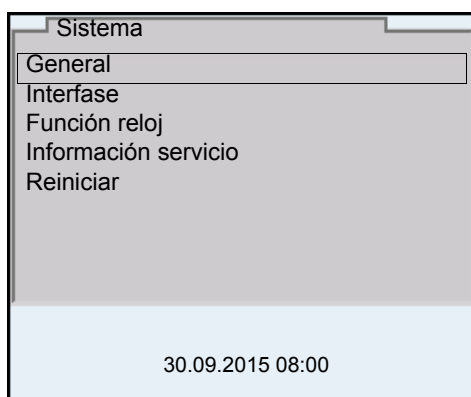 Sistema
General
Interfase
Función reloj
Información servicio
Reiniciar
30.09.2015 08:00